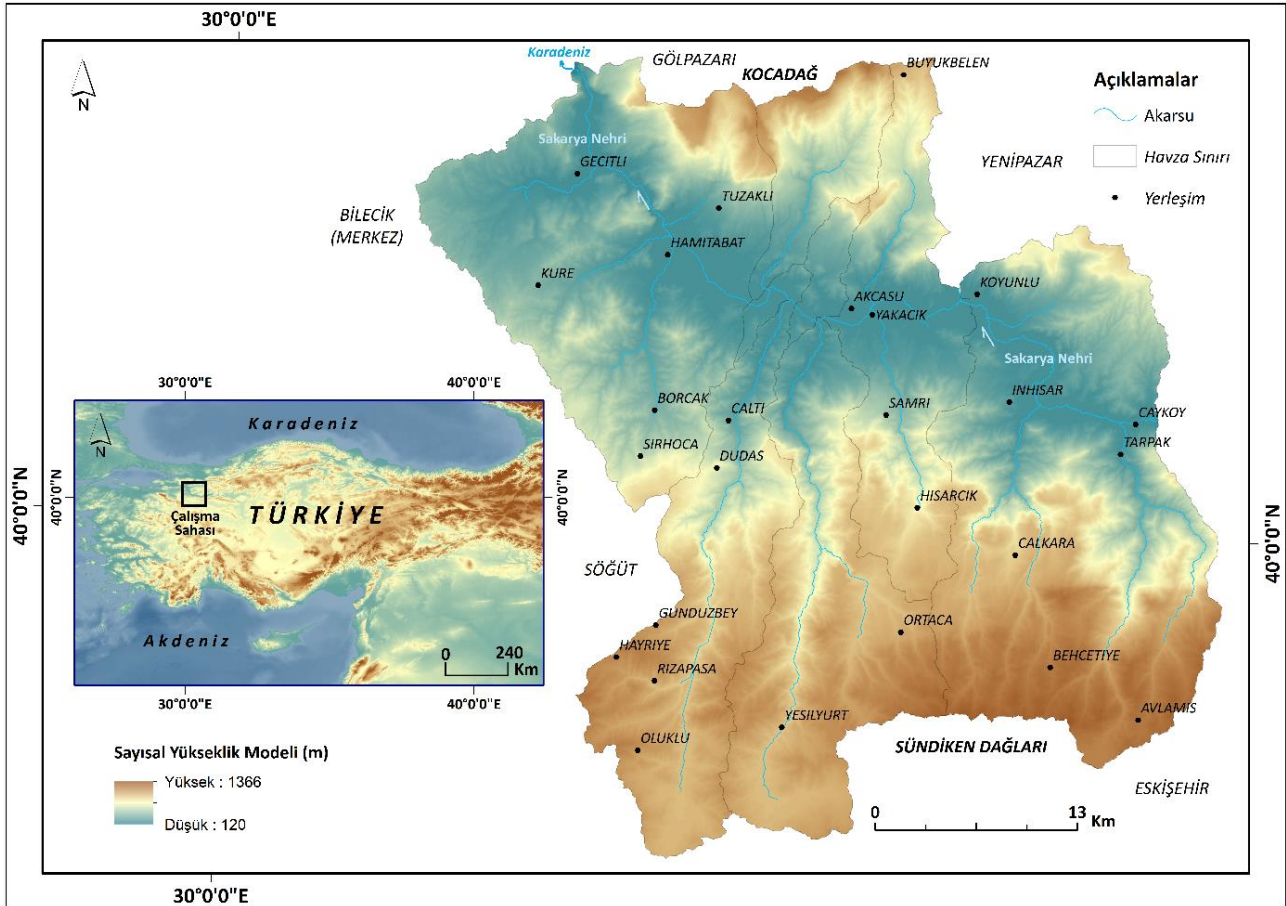 30°0'0"E
Karadeniz
GÖLPAZARI
KOCADAĞ
BUYUKBELEN
N
Açıklamalar
Akarsu
Havza Sınırı
Yerleşim
Sakarya Nehri
GECITLI
YENİPAZAR
TUZAKLI
BİLECİK
(MERKEZ)
HAMITABAT
KURE
KOYUNLU
AKCASU
YAKACIK
Sakarya Nehri
INHISAR
BORCAK
CALTI
SAMRI
CAYKOY
TARPAK
SIRHOCA
DUDAS
HISARCIK
CALKARA
SÖĞÜT
GUNDUZBEY
ORTACA
HAYRIYE
RIZAPASA
BEHCETIYE
AVLAMIS
YESILYURT
OLUKLU
SÜNDİKEN DAĞLARI
ESKİŞEHİR
0 13
Km
40°0'0"N
40°0'0"N
30°0'0"E
40°0'0"E
N
Karadeniz
40°0'0"N
40°0'0"N
Çalışma
Sahası
TÜRKİYE
Akdeniz
0 240
Km
30°0'0"E
40°0'0"E
Sayısal Yükseklik Modeli (m)
Yüksek : 1366
Düşük : 120
30°0'0"E